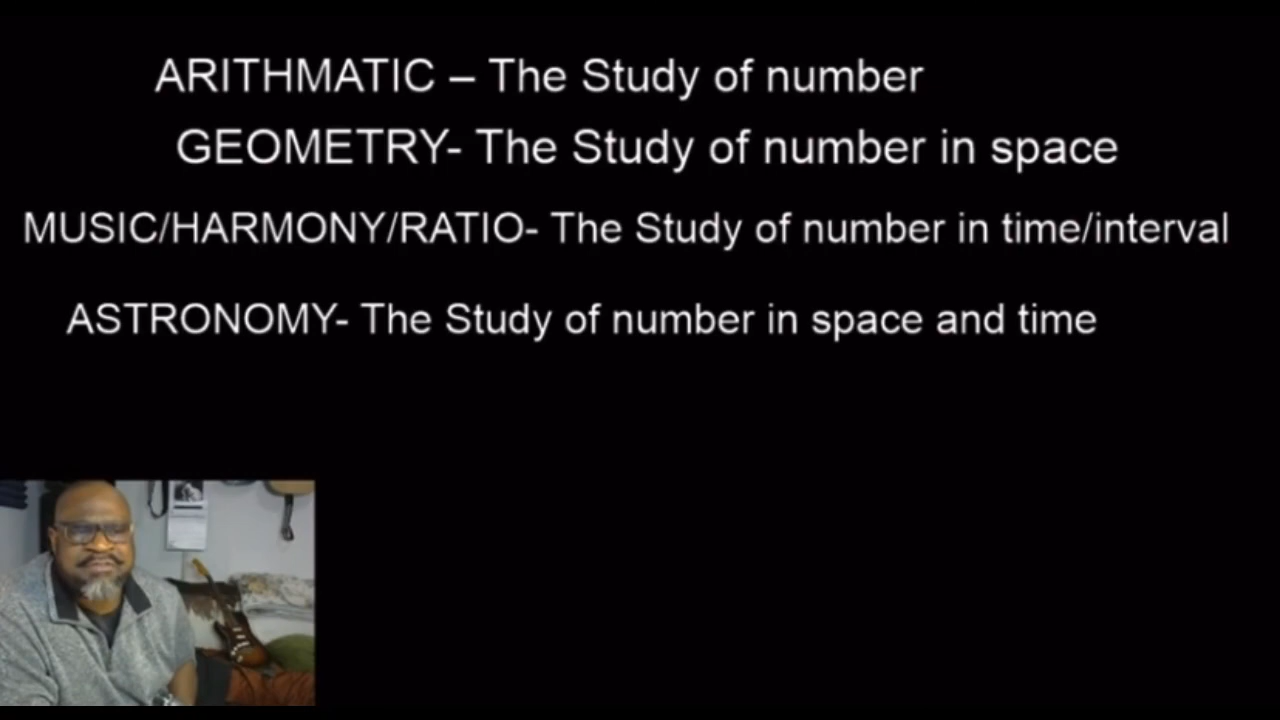 ARITHMATIC – The Study of number
GEOMETRY- The Study of number in space
MUSIC/HARMONY/RATIO- The Study of number in time/interval
ASTRONOMY- The Study of number in space and time